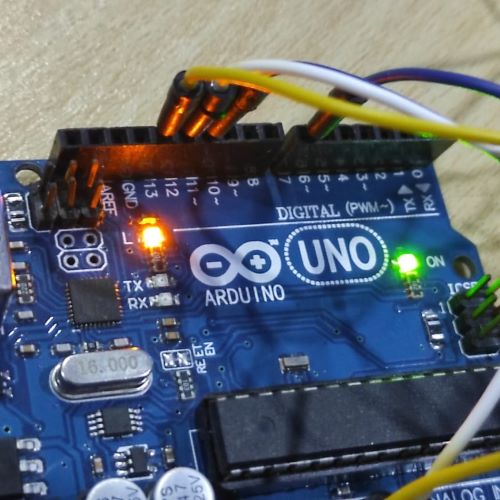 AREF
GND
13
12
11~
10~
9~
8
7
6~
5~
4
3~
2
1
0
DIGITAL (PWM~)
TX
RX
L
UNO
ON
TX
RX
ARDUINO
ICSP
RESET
EN
16.000